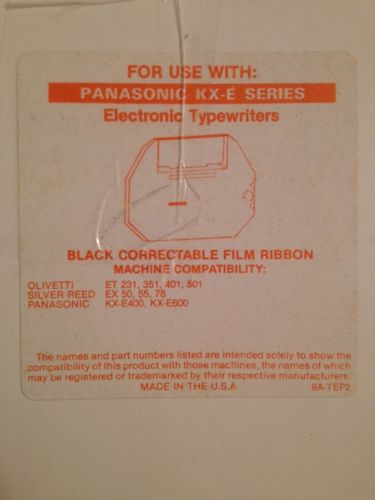 FOR USE WITH:
PANASONIC KX-E SERIES
Electronic Typewriters
BLACK CORRECTABLE FILM RIBBON
MACHINE COMPATIBILITY:
OLIVETTI ET 231, 351, 401, 501
SILVER REED EX 50, 55, 78
PANASONIC KX-E400, KX-E600
The names and part numbers listed are intended solely to show the
compatibility of this product with those machines, the names of which
may be registered or trademarked by their respective manufacturers.
MADE IN THE U.S.A 9A-TEP2